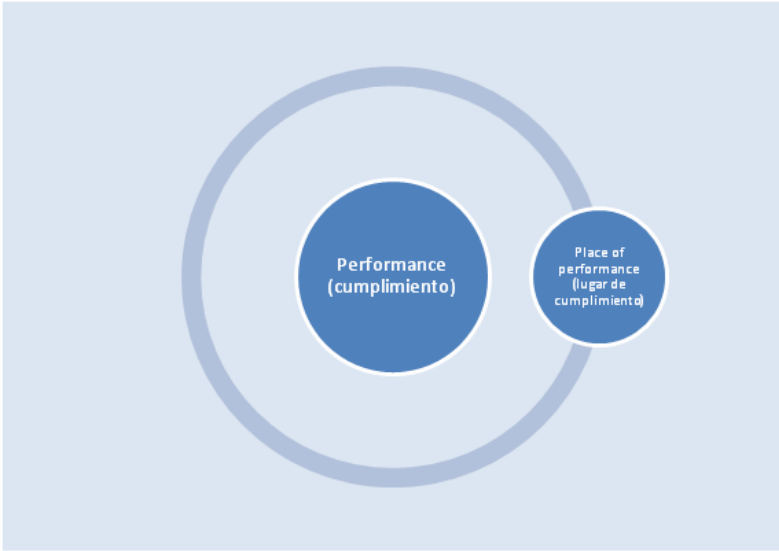 Performance
(cumplimiento)
Place of
performance
(lugar de
cumplimiento)